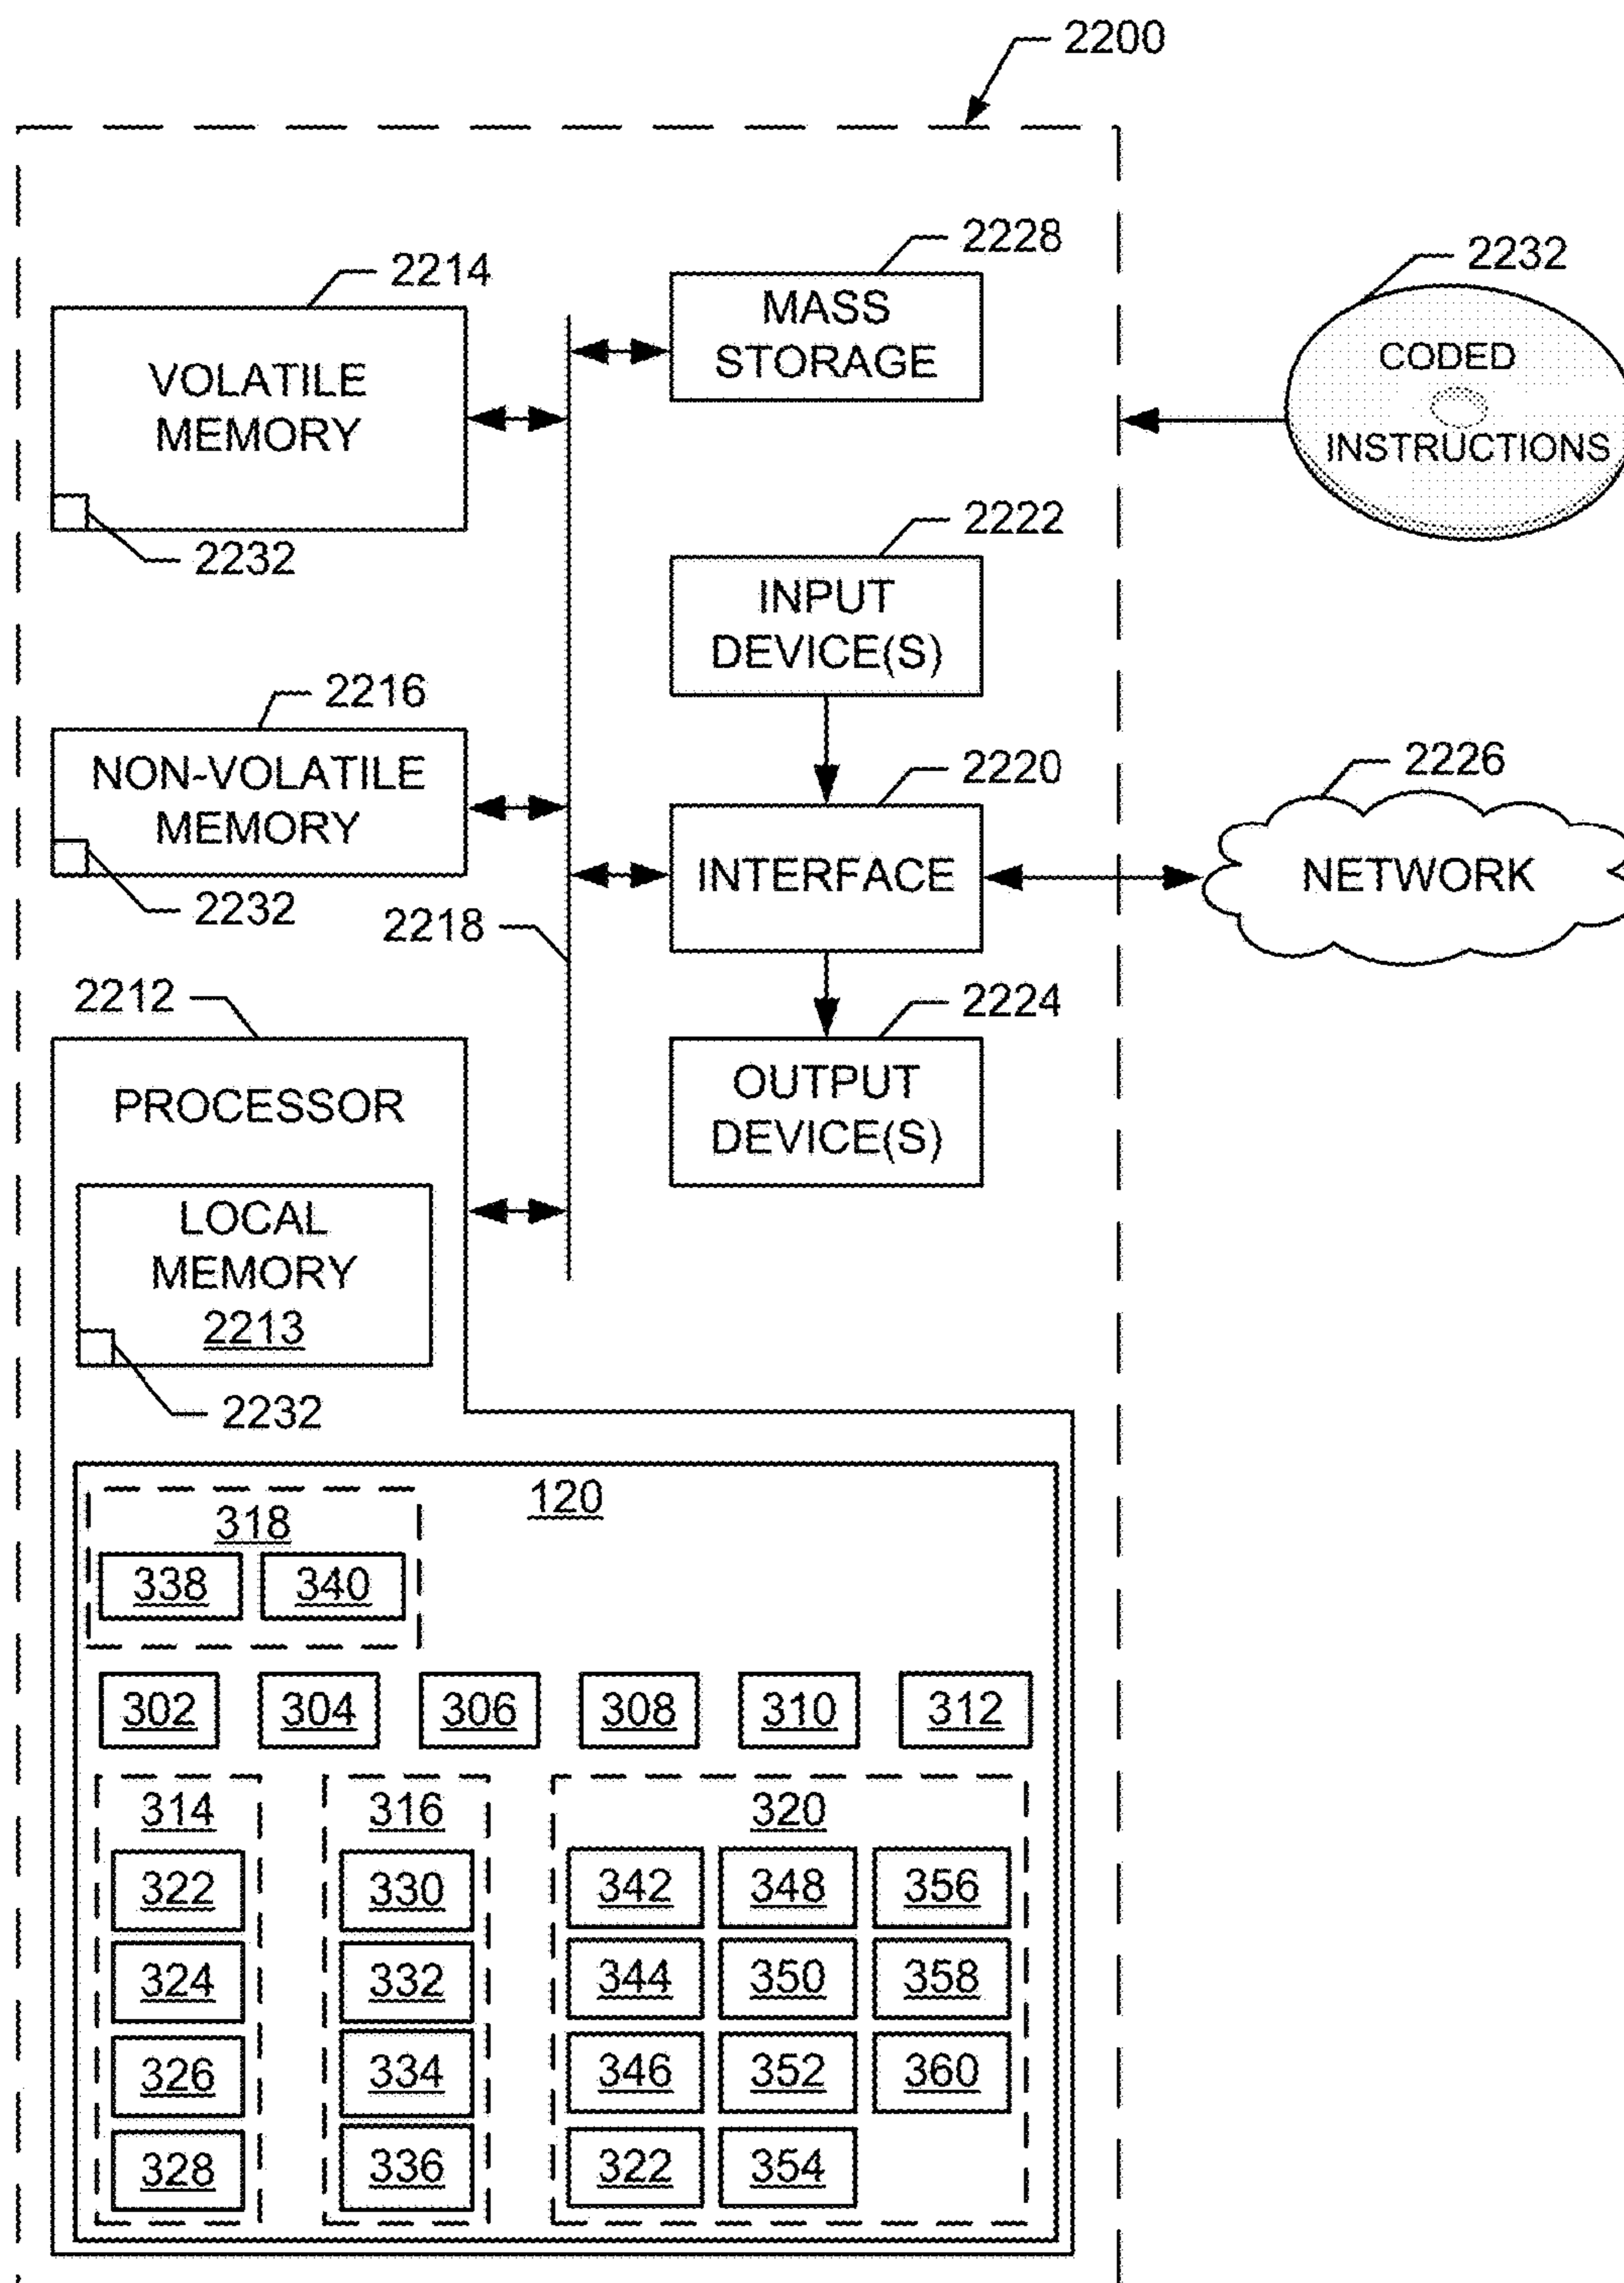 2200
2214
VOLATILE
MEMORY
2232
2228
MASS
STORAGE
2232
CODED
INSTRUCTIONS
2222
INPUT
DEVICE(S)
2216
NON-VOLATILE
MEMORY
2232
2218
2220
INTERFACE
2226
NETWORK
2224
OUTPUT
DEVICE(S)
2212
PROCESSOR
LOCAL
MEMORY
2213
2232
120
318
338 340
302 304 306 308 310 312
314
322
324
326
328
316
330
332
334
336
320
342 348 356
344 350 358
346 352 360
322 354